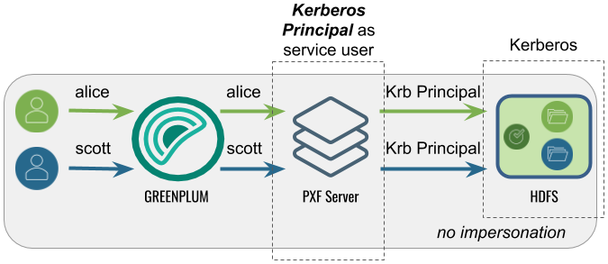 Kerberos
Principal as
service user
Kerberos
alice
alice
Krb Principal
scott
scott
Krb Principal
GREENPLUM
PXF Server
HDFS
no impersonation